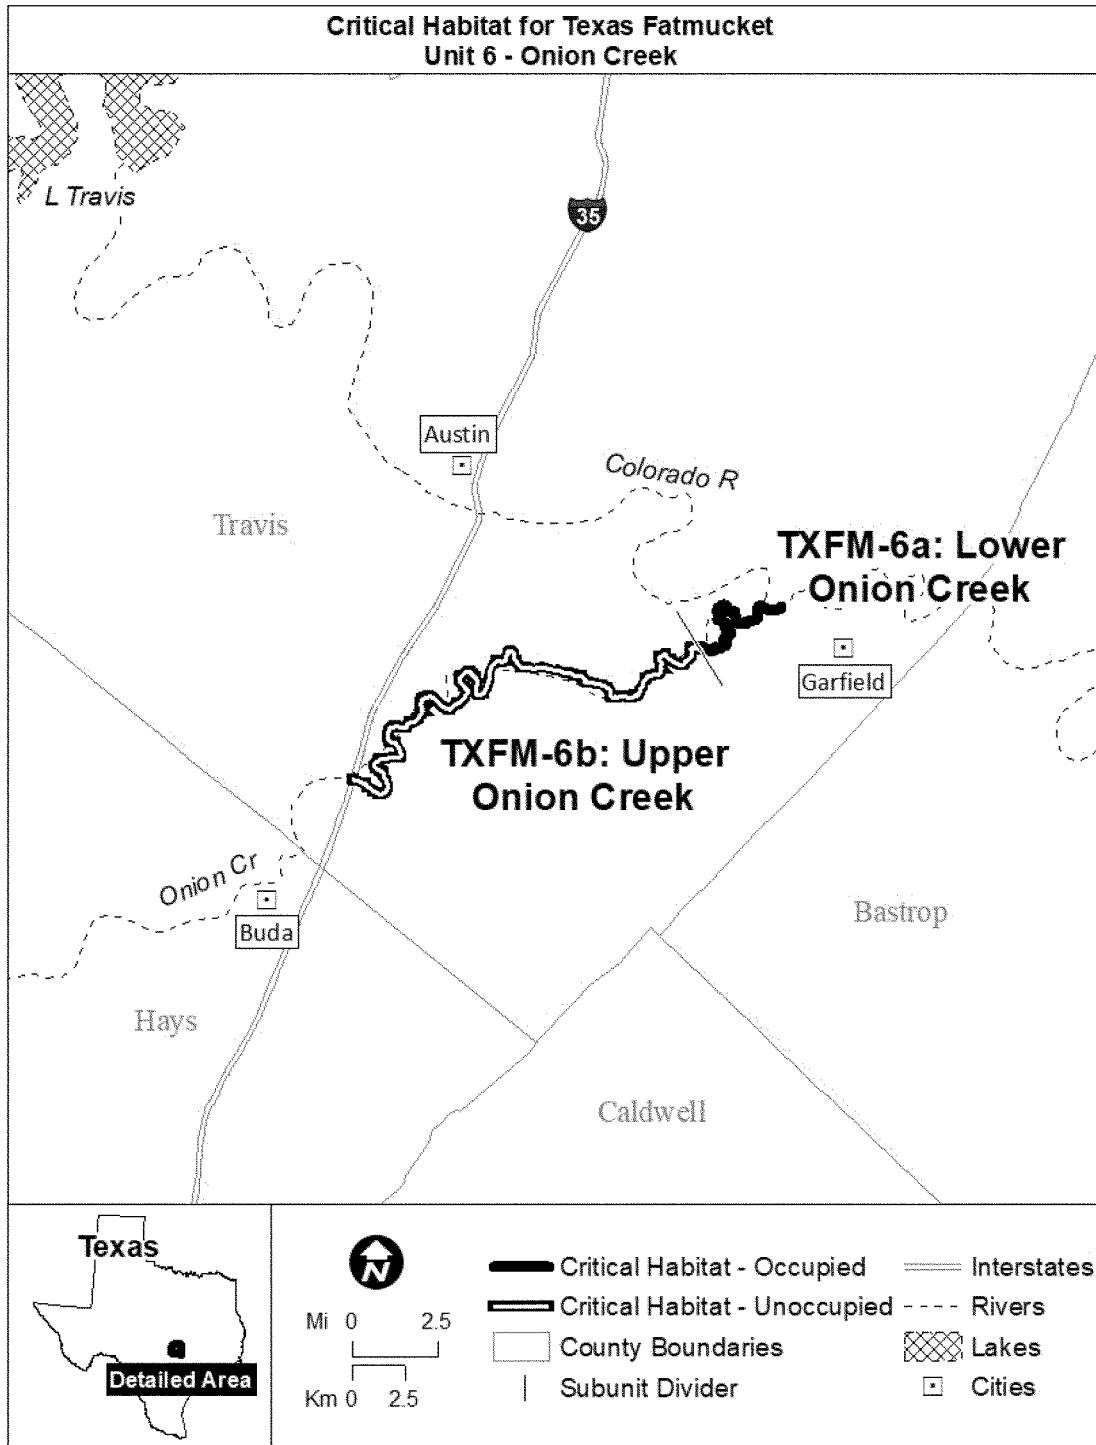 Critical Habitat for Texas Fatmucket
Unit 6 - Onion Creek
L Travis
35
Austin
Colorado R
Travis
TXFM-6a: Lower
Onion Creek
Garfield
TXFM-6b: Upper
Onion Creek
Onion Cr
Buda
Bastrop
Hays
Caldwell
Texas
Detailed Area
N
Mi 0 2.5
Km 0 2.5
Critical Habitat - Occupied
Critical Habitat - Unoccupied
County Boundaries
Subunit Divider
Interstates
Rivers
Lakes
Cities